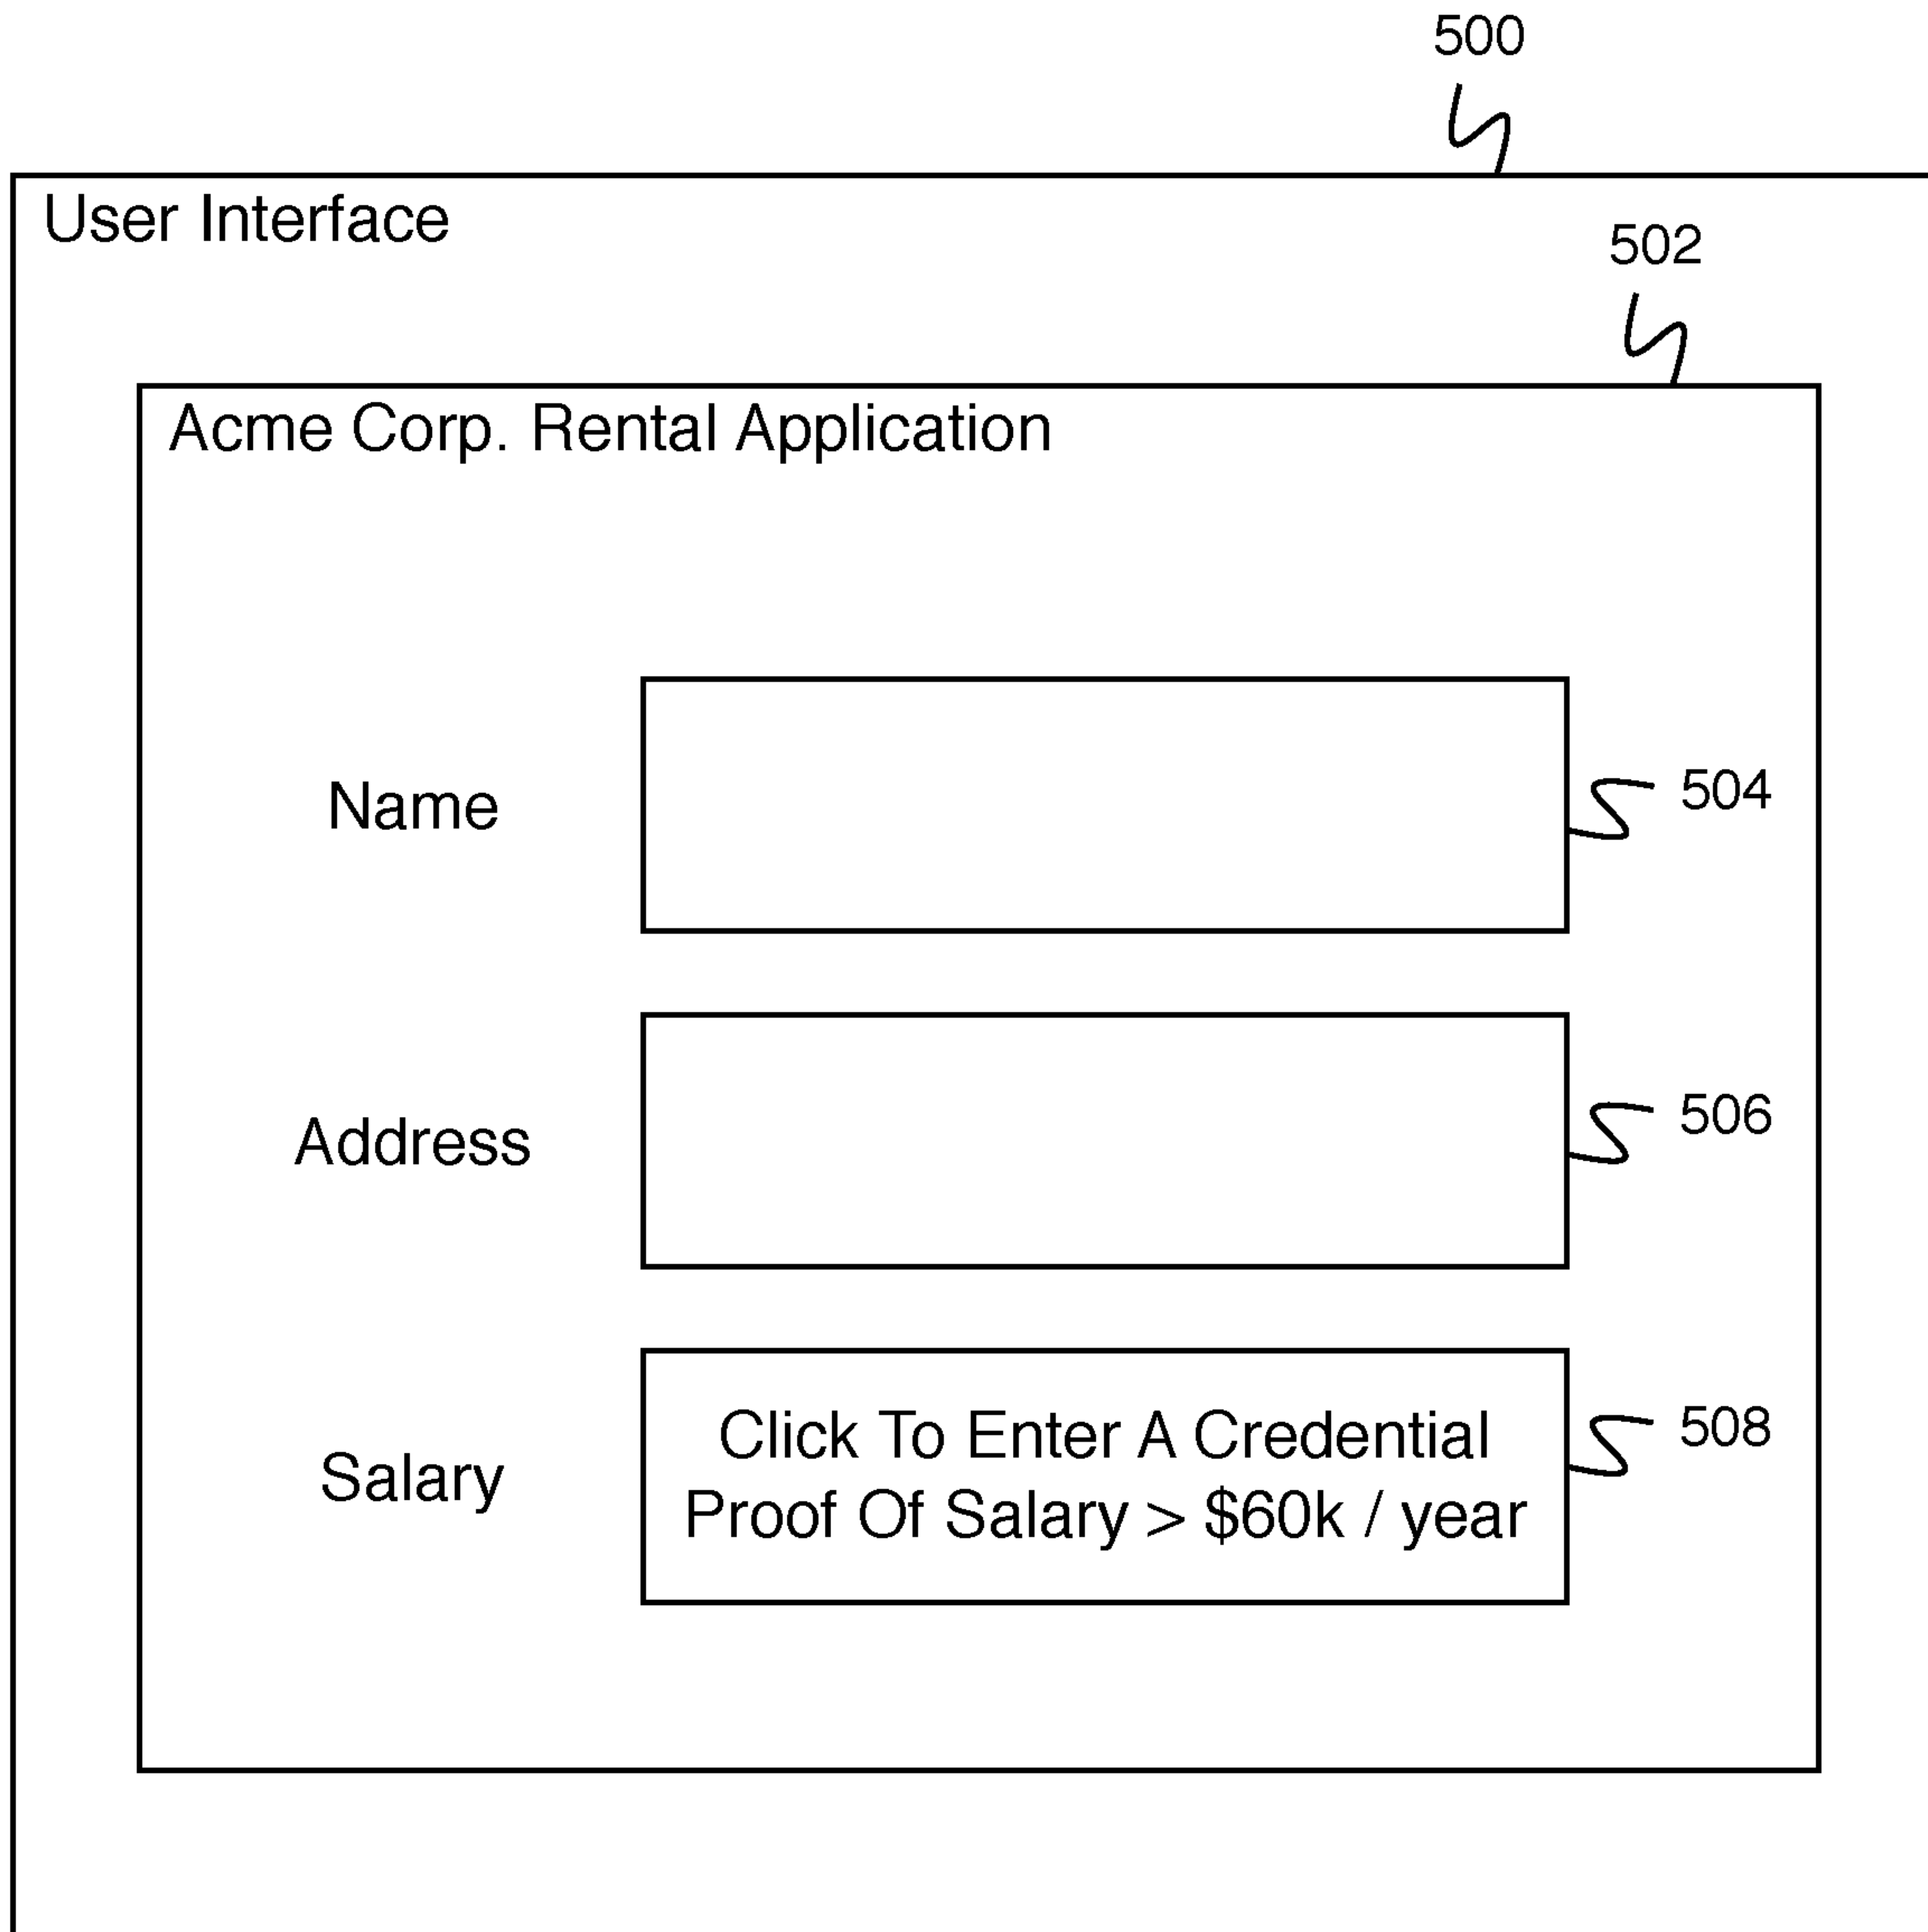 500
User Interface
502
Acme Corp. Rental Application
Name
504
Address
506
Salary
Click To Enter A Credential
Proof Of Salary > $60k / year
508